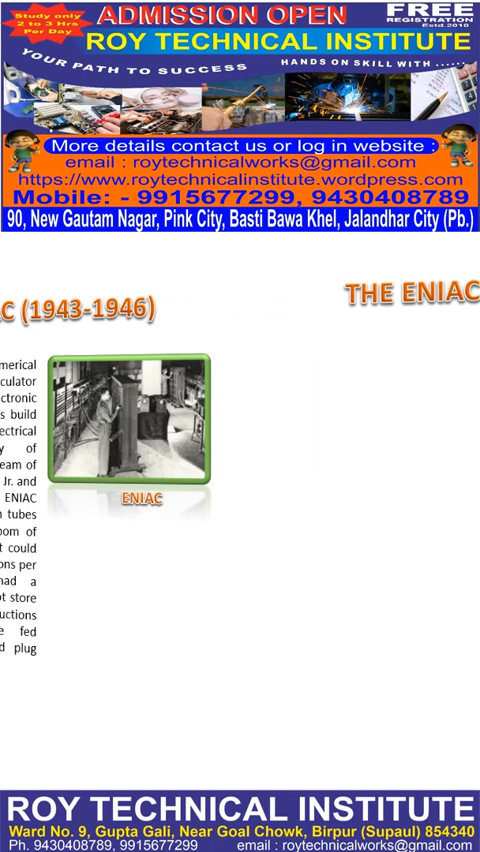 Study only
2 to 3 Hrs
Per Day
ADMISSION OPEN
FREE
REGISTRATION
Estd.2010
ROY TECHNICAL INSTITUTE
YOUR PATH TO SUCCESS
HANDS ON SKILL WITH ......
More details contact us or log in website :
email : roytechnicalworks@gmail.com
https://www.roytechnicalinstitute.wordpress.com
Mobile: - 9915677299, 9430408789
90, New Gautam Nagar, Pink City, Basti Bawa Khel, Jalandhar City (Pb.)
THE ENIAC
C (1943-1946)
merical
culator
ctronic
s build
ectrical
y of
eam of
Jr. and
ENIAC
n tubes
oom of
t could
ons per
had a
ot store
uctions
e fed
d plug
ENIAC
ROY TECHNICAL INSTITUTE
Ward No. 9, Gupta Gali, Near Goal Chowk, Birpur (Supaul) 854340
Ph. 9430408789, 9915677299
email : roytechnicalworks@gmail.com